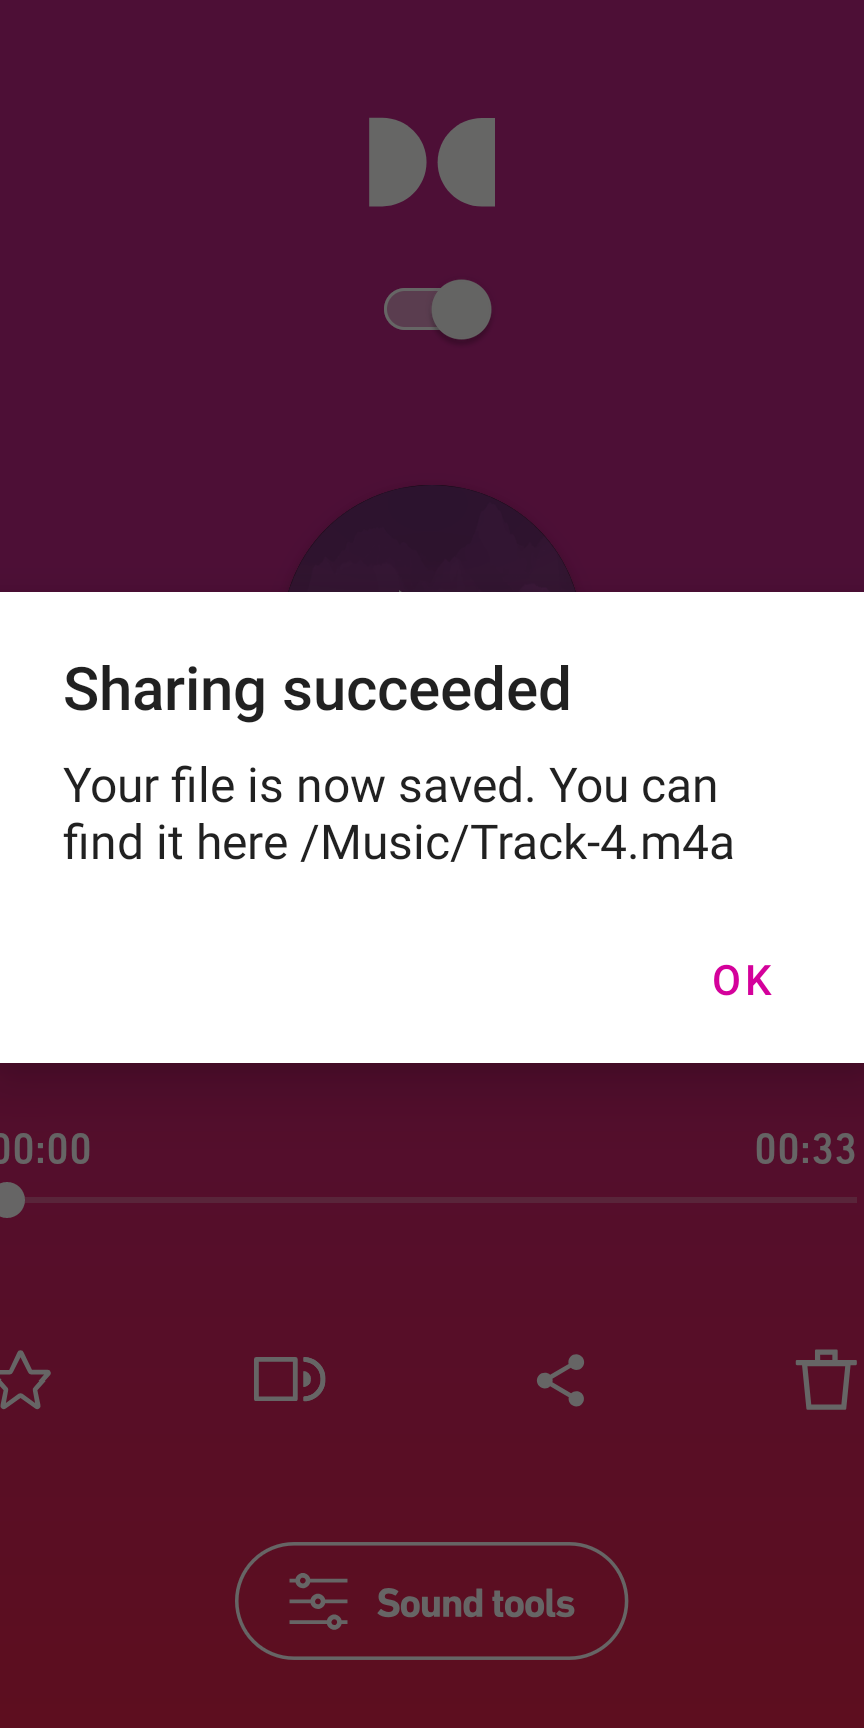 Sharing succeeded
Your file is now saved. You can
find it here /Music/Track-4.m4a
OK
00:00
00:33
Sound tools